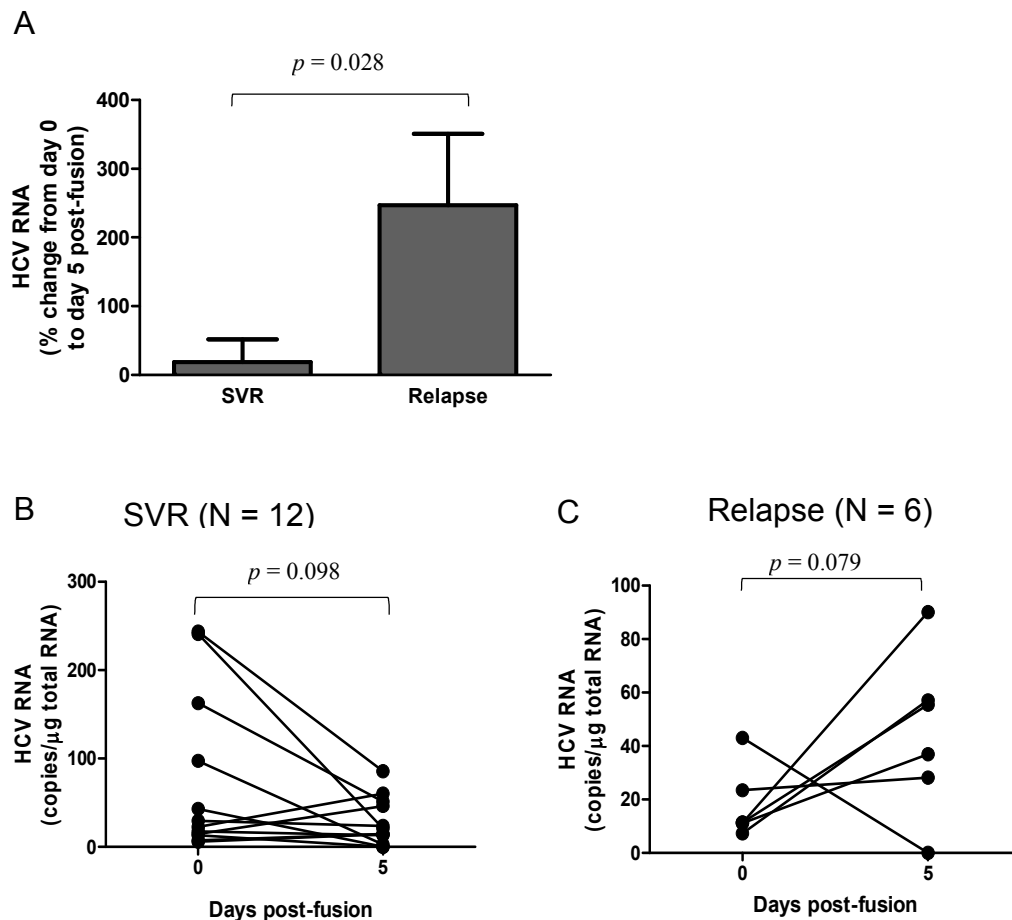 A
p = 0.028
HCV RNA
(% change from day 0
to day 5 post-fusion)
400
300
200
100
0
SVR
Relapse
B
SVR (N = 12)
p = 0.098
HCV RNA
(copies/µg total RNA)
300
200
100
0
0
5
Days post-fusion
C
Relapse (N = 6)
p = 0.079
HCV RNA
(copies/µg total RNA)
100
80
60
40
20
0
0
5
Days post-fusion